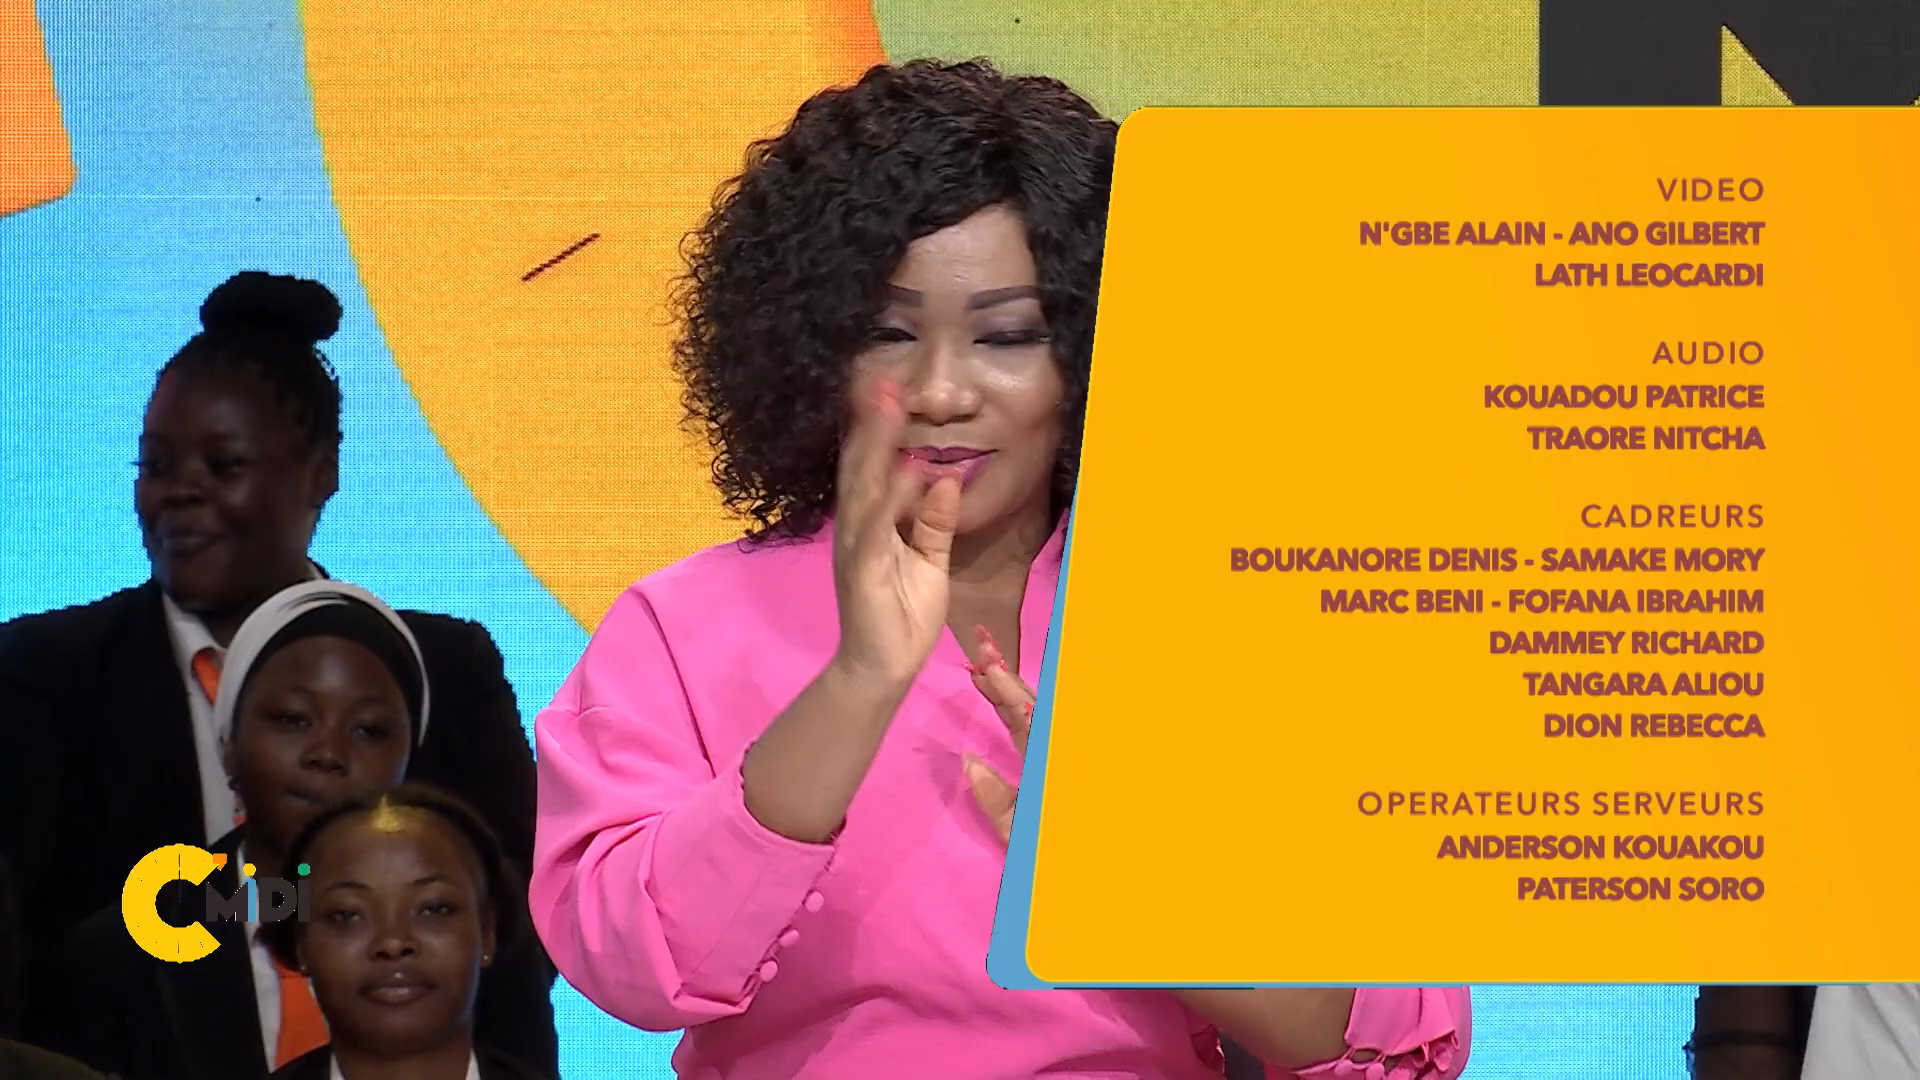 VIDEO
N'GBE ALAIN - ANO GILBERT
LATH LEOCARDI
AUDIO
KOUADOU PATRICE
TRAORE NITCHA
CADREURS
BOUKANORE DENIS - SAMAKE MORY
MARC BENI - FOFANA IBRAHIM
DAMMEY RICHARD
TANGARA ALIOU
DION REBECCA
OPERATEURS SERVEURS
ANDERSON KOUAKOU
PATERSON SORO
C MiDi